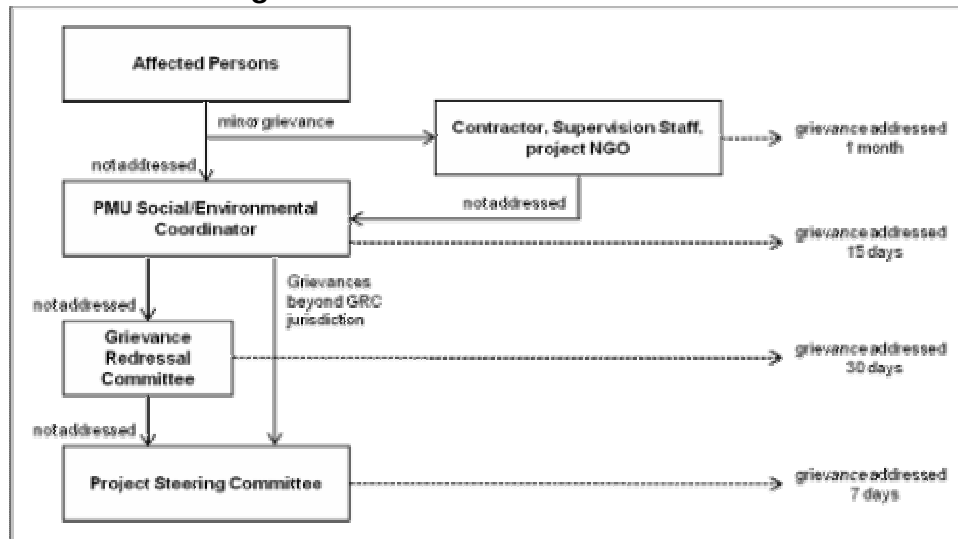 Affected Persons
minor grievance
Contractor, Supervision Staff,
project NGO
grievance addressed
1 month
not addressed
not addressed
PMU Social/Environmental
Coordinator
grievance addressed
15 days
Grievances
beyond GRC
jurisdiction
not addressed
Grievance
Redressal
Committee
grievance addressed
30 days
not addressed
Project Steering Committee
grievance addressed
7 days